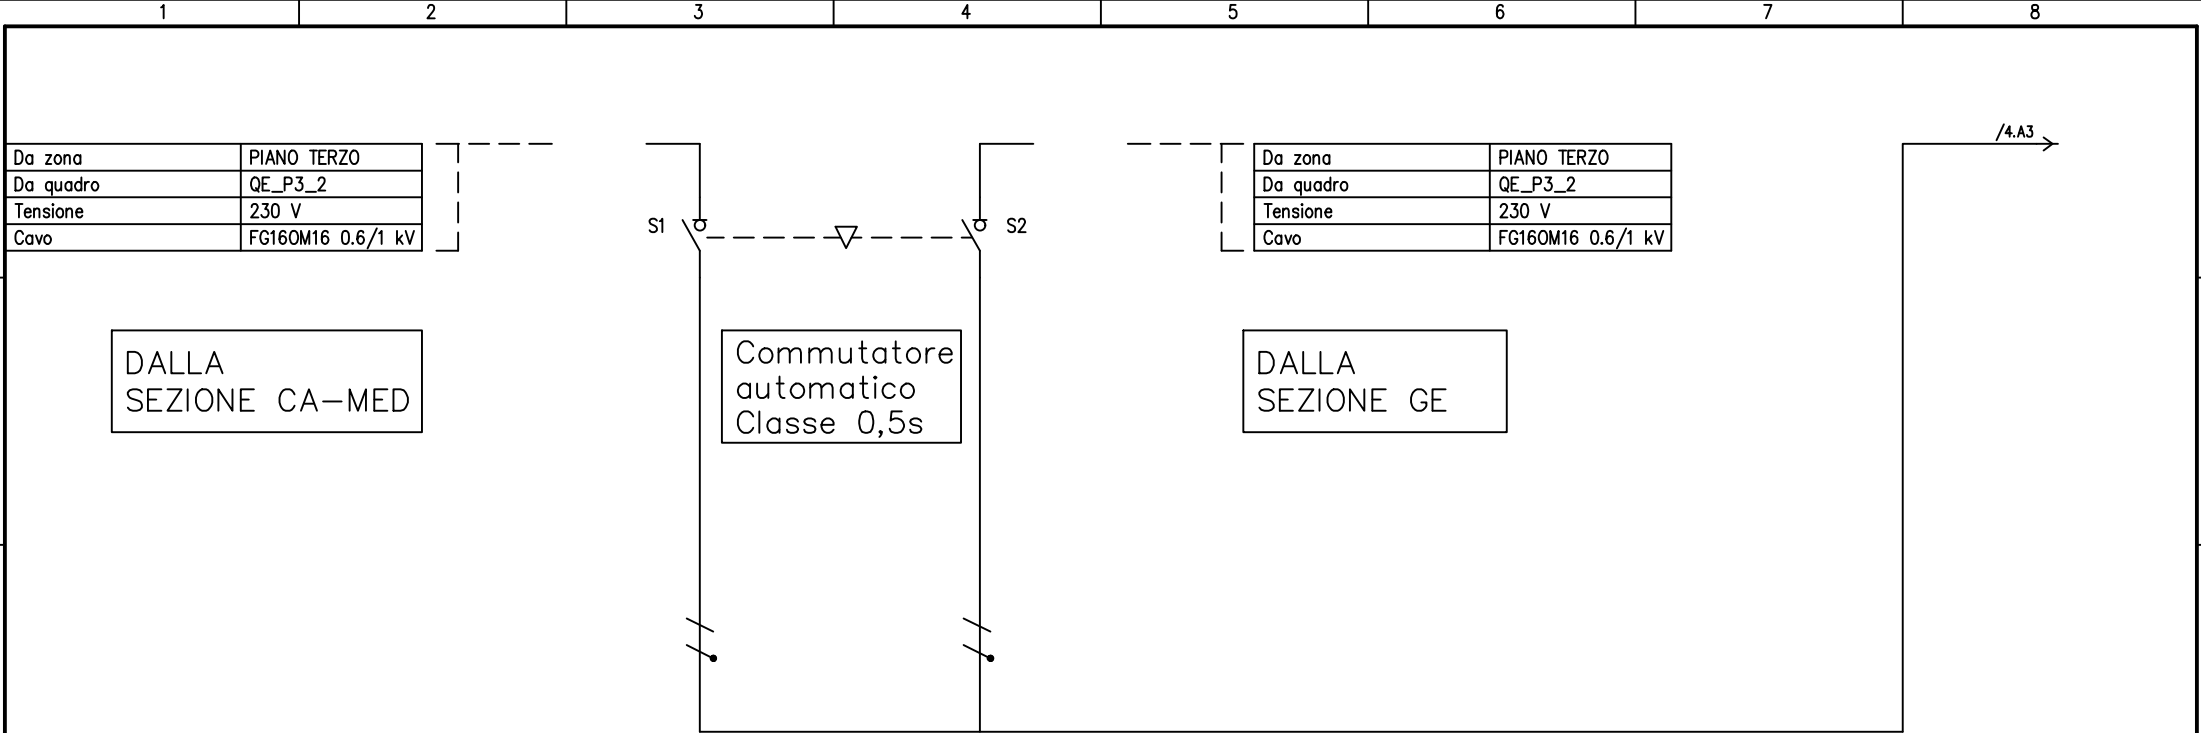 1 2 3 4 5 6 7 8
/4.A3
Da zona PIANO TERZO
Da quadro QE_P3_2
Tensione 230 V
Cavo FG16OM16 0.6/1 kV
S1
S2
Da zona PIANO TERZO
Da quadro QE_P3_2
Tensione 230 V
Cavo FG16OM16 0.6/1 kV
DALLA
SEZIONE CA-MED
Commutatore
automatico
Classe 0,5s
DALLA
SEZIONE GE